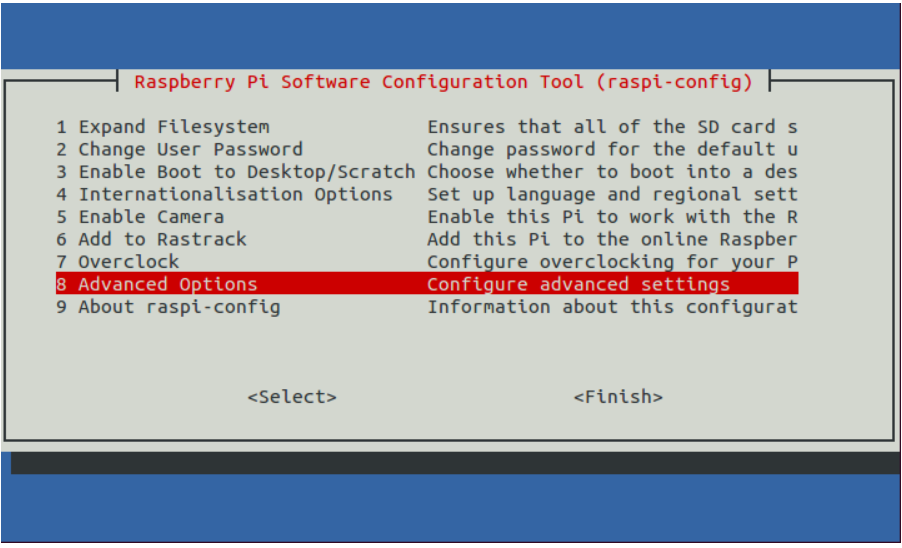 Raspberry Pi Software Configuration Tool (raspi-config)
1 Expand Filesystem Ensures that all of the SD card s
2 Change User Password Change password for the default u
3 Enable Boot to Desktop/Scratch Choose whether to boot into a des
4 Internationalisation Options Set up language and regional sett
5 Enable Camera Enable this Pi to work with the R
6 Add to Rastrack Add this Pi to the online Raspber
7 Overclock Configure overclocking for your P
8 Advanced Options Configure advanced settings
9 About raspi-config Information about this configurat
<Select> <Finish>